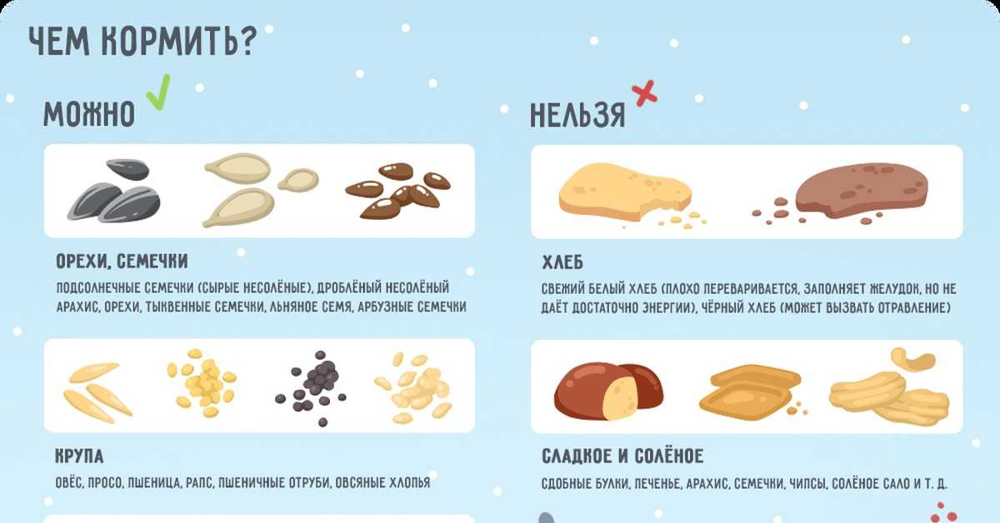 ЧЕМ КОРМИТЬ?
МОЖНО
ОРЕХИ, СЕМЕЧКИ
ПОДСОЛНЕЧНЫЕ СЕМЕЧКИ (СЫРЫЕ НЕСОЛЁНЫЕ), ДРОБЛЁНЫЙ НЕСОЛЁНЫЙ
АРАХИС, ОРЕХИ, ТЫКВЕННЫЕ СЕМЕЧКИ, ЛЬНЯНОЕ СЕМЯ, АРБУЗНЫЕ СЕМЕЧКИ
КРУПА
ОВЁС, ПРОСО, ПШЕНИЦА, РАПС, ПШЕНИЧНЫЕ ОТРУБИ, ОВСЯНЫЕ ХЛОПЬЯ
НЕЛЬЗЯ
ХЛЕБ
СВЕЖИЙ БЕЛЫЙ ХЛЕБ (ПЛОХО ПЕРЕВАРИВАЕТСЯ, ЗАПОЛНЯЕТ ЖЕЛУДОК, НО НЕ
ДАЁТ ДОСТАТОЧНО ЭНЕРГИИ), ЧЁРНЫЙ ХЛЕБ (МОЖЕТ ВЫЗВАТЬ ОТРАВЛЕНИЕ)
СЛАДКОЕ И СОЛЁНОЕ
СДОБНЫЕ БУЛКИ, ПЕЧЕНЬЕ, АРАХИС, СЕМЕЧКИ, ЧИПСЫ, СОЛЁНОЕ САЛО И Т. Д.